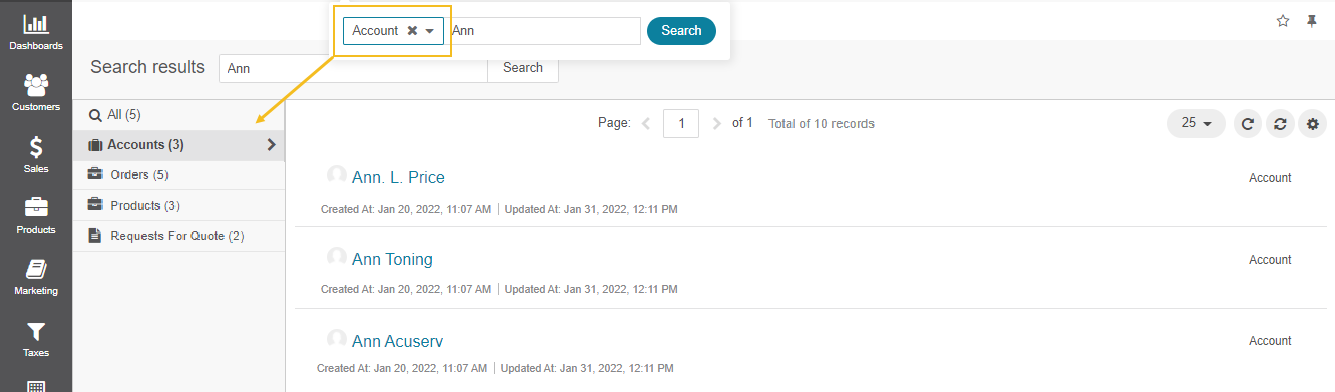 Account Ann Search
Dashboards
Customers
Sales
Products
Marketing
Taxes
Search results Ann Search
All (5)
Accounts (3)
Orders (5)
Products (3)
Requests For Quote (2)
Page: 1 of 1 Total of 10 records 25
Ann. L. Price Account
Created At: Jan 20, 2022, 11:07 AM Updated At: Jan 31, 2022, 12:11 PM
Ann Toning Account
Created At: Jan 20, 2022, 11:07 AM Updated At: Jan 31, 2022, 12:11 PM
Ann Acuserv Account
Created At: Jan 20, 2022, 11:07 AM Updated At: Jan 31, 2022, 12:11 PM